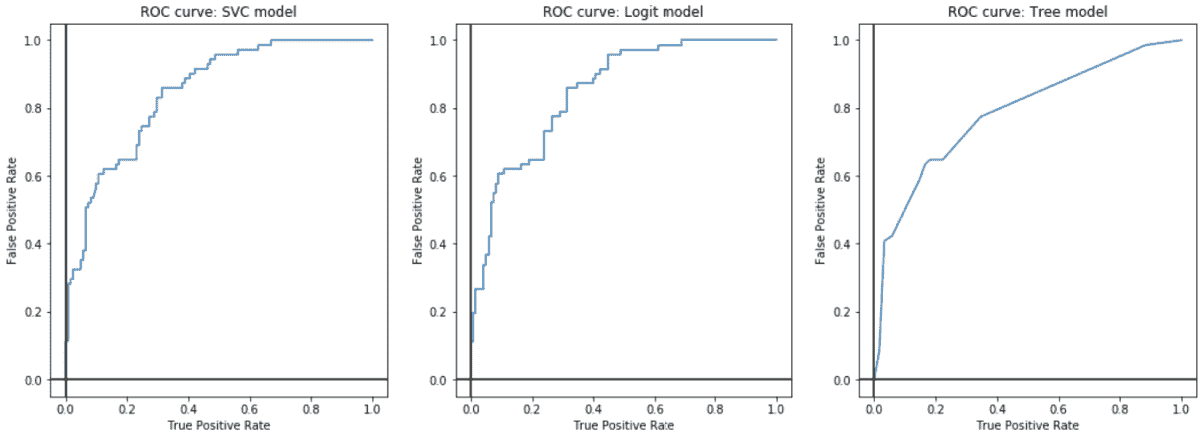 ROC curve: SVC model
False Positive Rate
1.0
0.8
0.6
0.4
0.2
0.0
0.0 0.2 0.4 0.6 0.8 1.0
True Positive Rate
ROC curve: Logit model
False Positive Rate
1.0
0.8
0.6
0.4
0.2
0.0
0.0 0.2 0.4 0.6 0.8 1.0
True Positive Rate
ROC curve: Tree model
False Positive Rate
1.0
0.8
0.6
0.4
0.2
0.0
0.0 0.2 0.4 0.6 0.8 1.0
True Positive Rate